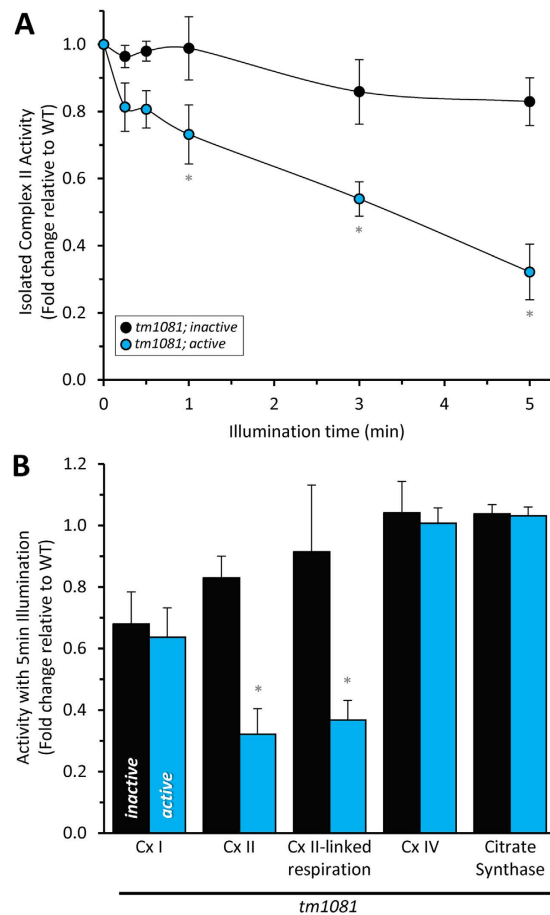 A
Isolated Complex II Activity
(Fold change relative to WT)
1.0
0.8
0.6
0.4
0.2
0.0
*
*
*
tm1081; inactive
tm1081; active
0
1
2
3
4
5
Illumination time (min)
B
Activity with 5min Illumination
(Fold change relative to WT)
1.2
1.0
0.8
0.6
0.4
0.2
0.0
*
*
inactive
active
Cx I
Cx II
Cx II-linked
respiration
Cx IV
Citrate
Synthase
tm1081